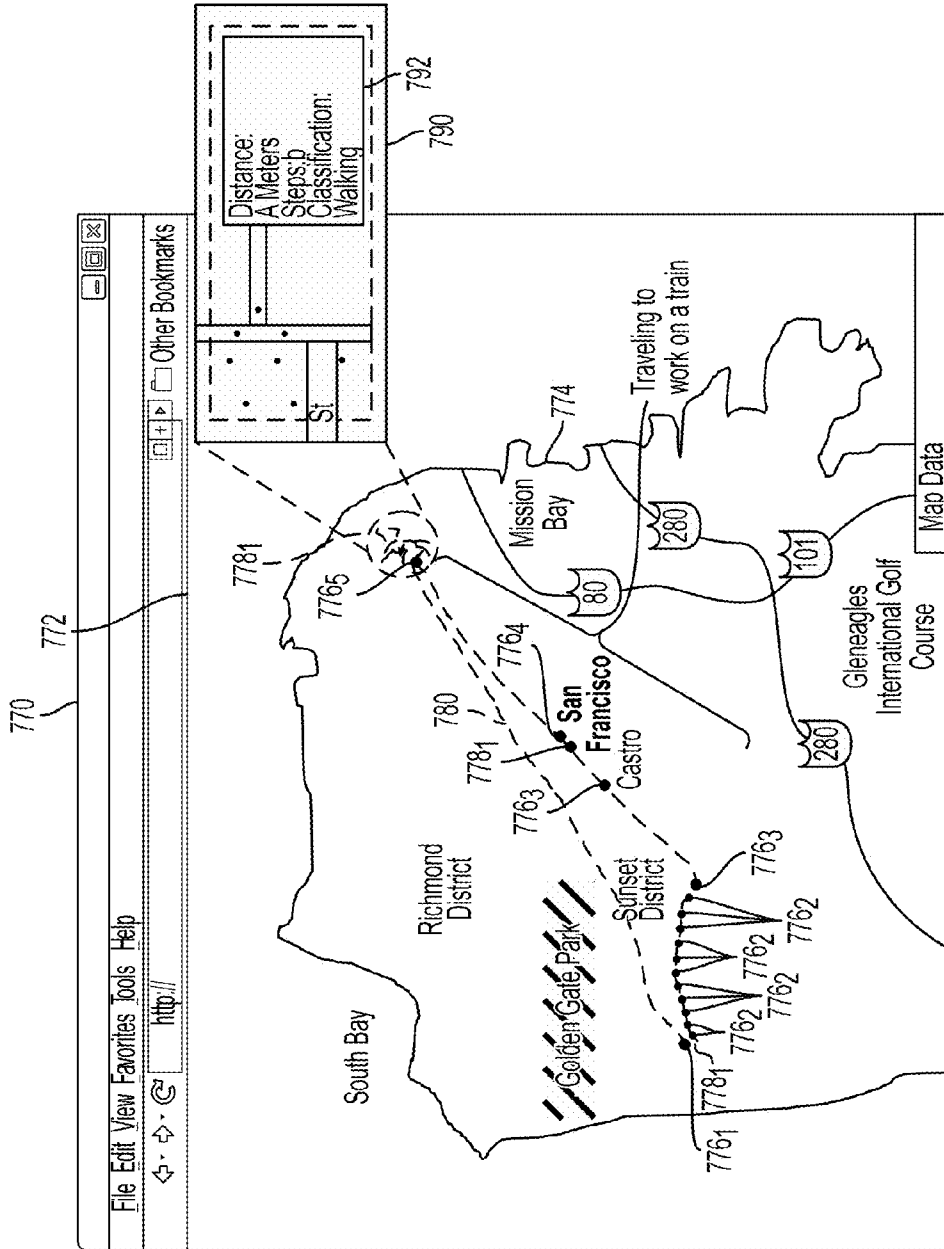 770
772
File Edit View Favorites Tools Help
http://
Other Bookmarks
South Bay
Richmond
District
Golden Gate Park
Sunset
District
San
Francisco
Castro
Mission
Bay
80
280
101
280
Gleneagles
International Golf
Course
Traveling to
work on a train
Map Data
774
780
7761
7781
7762
7762
7762
7762
7763
7763
7781
7764
7765
7781
St
Distance:
A Meters
Steps:b
Classification:
Walking
792
790